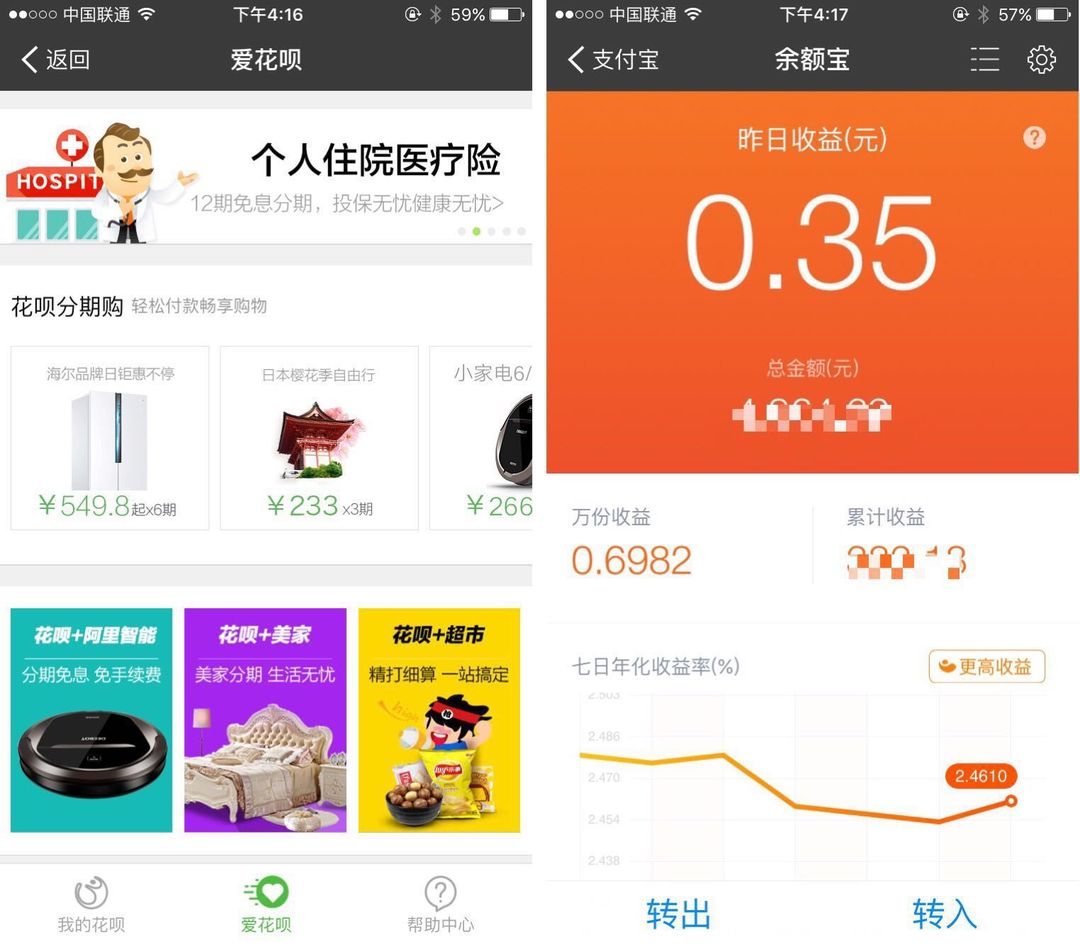 中国联通
下午4:16
59%
返回
爱花呗
HOSPIT
个人住院医疗险
12期免息分期，投保无忧健康无忧>
花呗分期购 轻松付款畅享购物
海尔品牌日钜惠不停
￥549.8起x6期
日本樱花季自由行
￥233 x3期
小家电6/
￥266
花呗+阿里智能
分期免息 免手续费
花呗+美家
美家分期 生活无忧
花呗+超市
精打细算 一站搞定
我的花呗
爱花呗
帮助中心
中国联通
下午4:17
57%
支付宝
余额宝
昨日收益(元)
?
0.35
总金额(元)
万份收益
0.6982
累计收益
七日年化收益率(%)
更高收益
2.503
2.486
2.470
2.454
2.438
2.4610
转出
转入